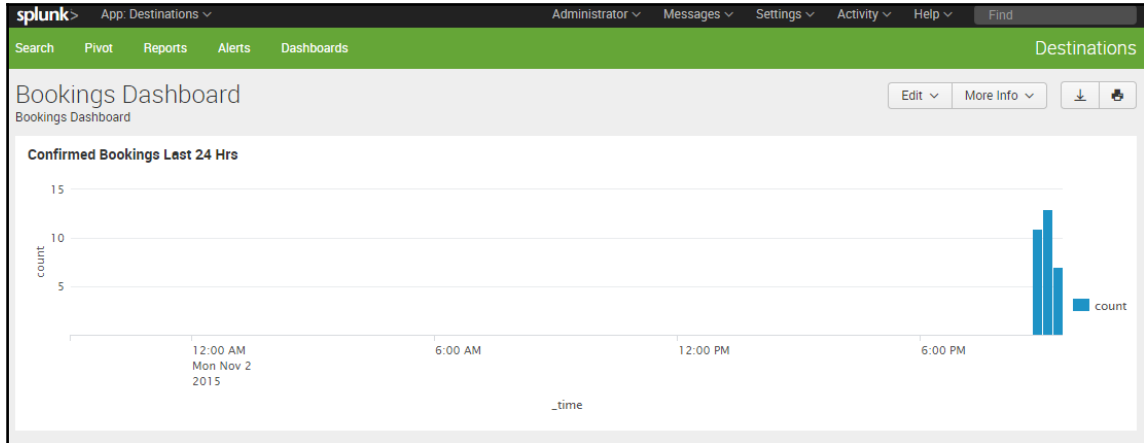 splunk> App: Destinations Administrator Messages Settings Activity Help Find
Search Pivot Reports Alerts Dashboards Destinations
Bookings Dashboard Edit More Info
Bookings Dashboard
Confirmed Bookings Last 24 Hrs
15
10
5
count
count
12:00 AM 6:00 AM 12:00 PM 6:00 PM
Mon Nov 2
2015
_time